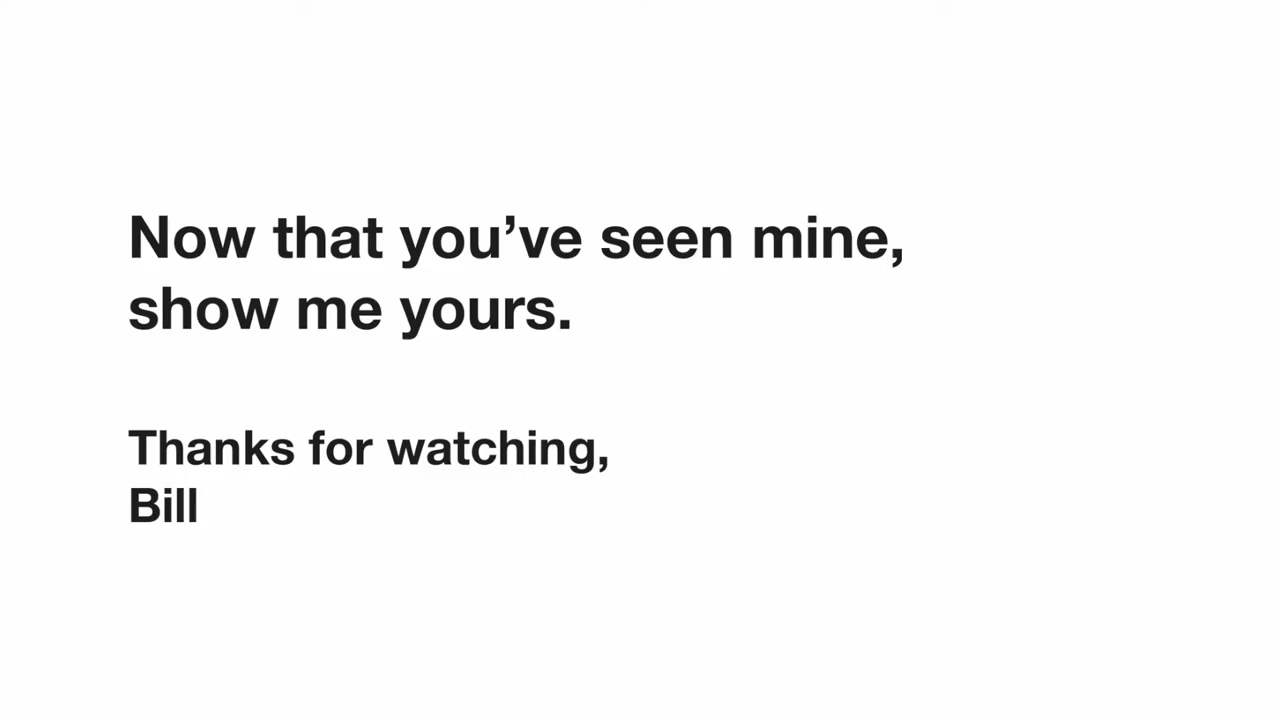 Now that you’ve seen mine,
show me yours.
Thanks for watching,
Bill